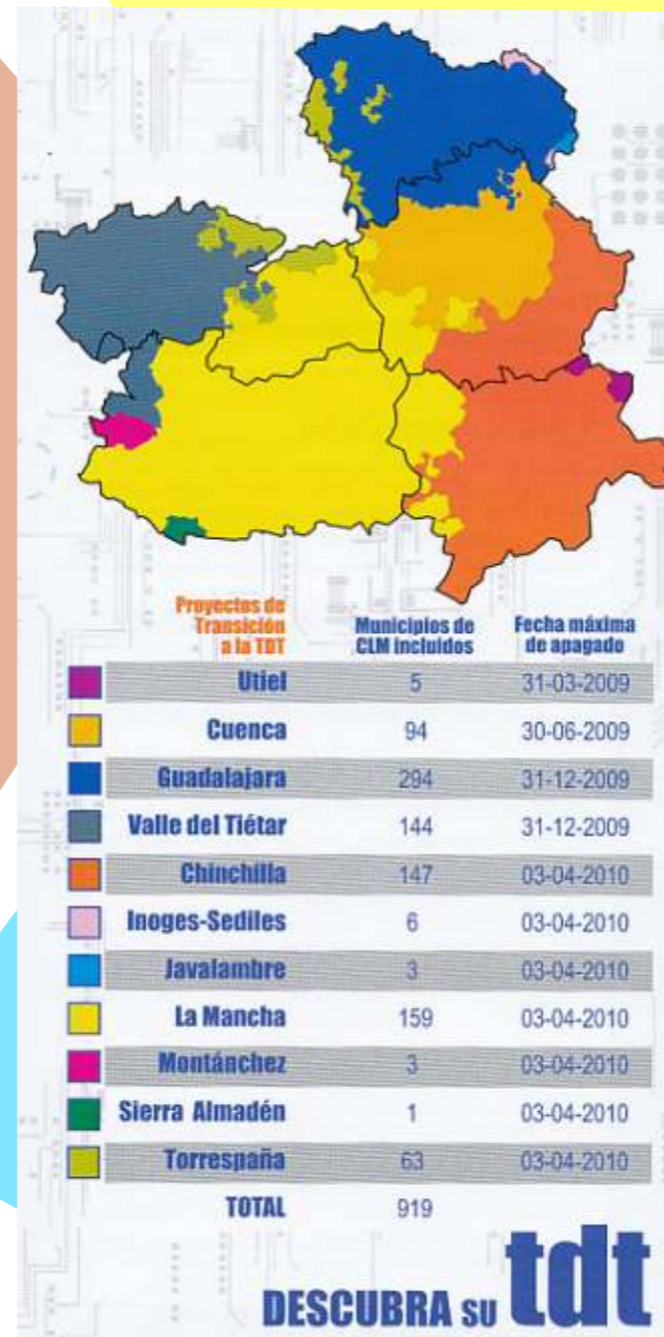 Proyectos de
Transición
a la TDT
Municipios de
CLM incluidos
Fecha máxima
de apagado
Utiel 5 31-03-2009
Cuenca 94 30-06-2009
Guadalajara 294 31-12-2009
Valle del Tiétar 144 31-12-2009
Chinchilla 147 03-04-2010
Inoges-Sediles 6 03-04-2010
Javalambre 3 03-04-2010
La Mancha 159 03-04-2010
Montánchez 3 03-04-2010
Sierra Almadén 1 03-04-2010
Torrespaña 63 03-04-2010
TOTAL 919
DESCUBRA SU tdt